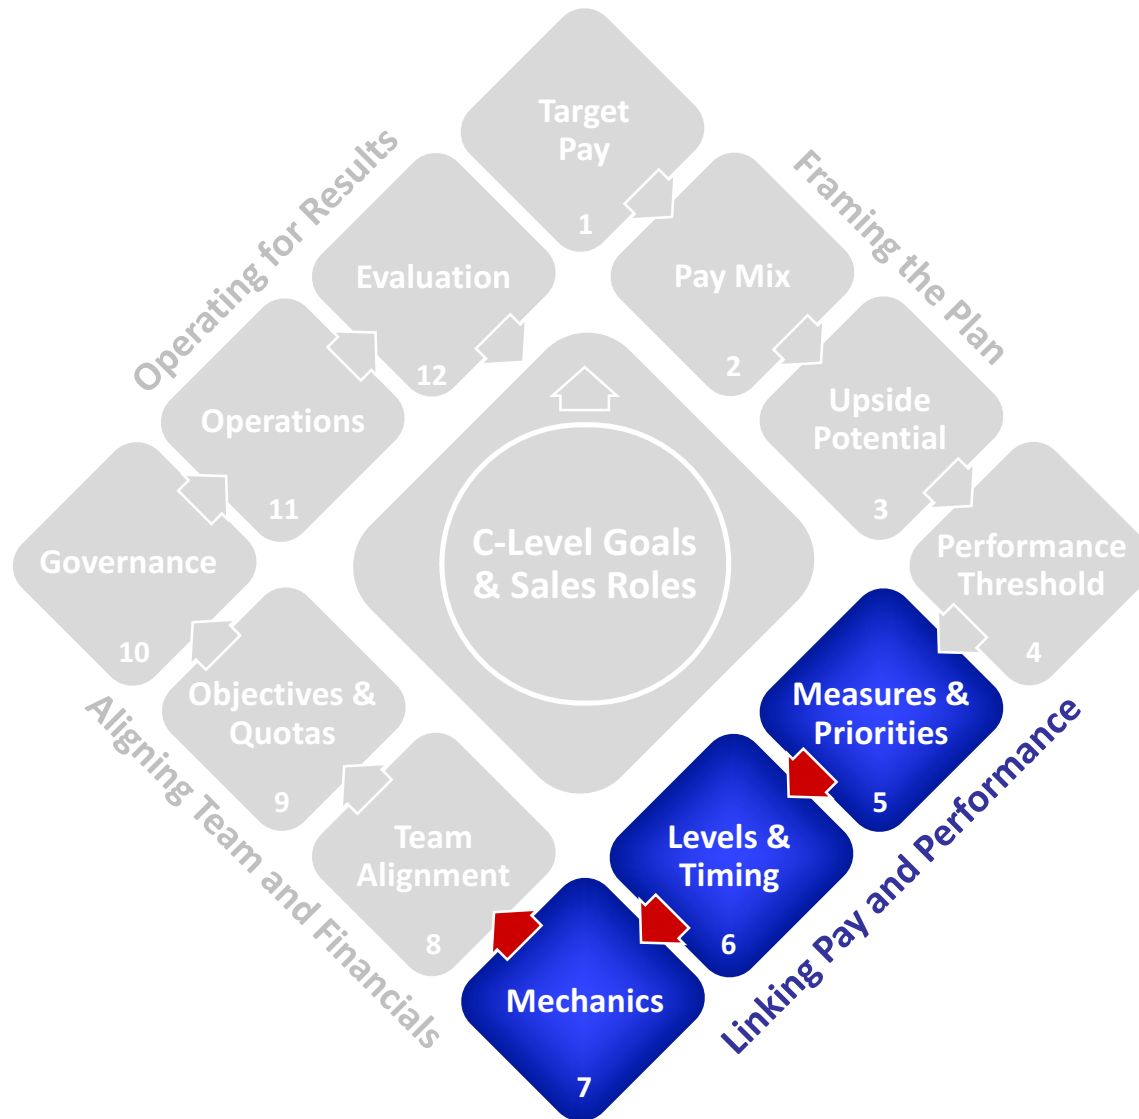 Target
Pay
1
Pay Mix
2
Upside
Potential
3
Performance
Threshold
4
Measures &
Priorities
5
Levels &
Timing
6
Mechanics
7
Team
Alignment
8
Objectives &
Quotas
9
Governance
10
Operations
11
Evaluation
12
C-Level Goals
& Sales Roles
Framing the Plan
Linking Pay and Performance
Aligning Team and Financials
Operating for Results